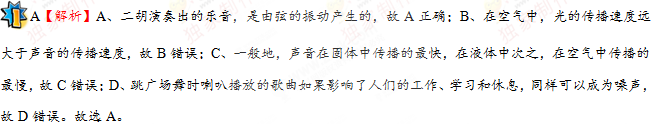 A【解析】A、二胡演奏出的乐音，是由弦的振动产生的，故 A 正确；B、在空气中，光的传播速度远
大于声音的传播速度，故 B 错误；C、一般地，声音在固体中传播的最快，在液体中次之，在空气中传播的
最慢，故 C 错误；D、跳广场舞时喇叭播放的歌曲如果影响了人们的工作、学习和休息，同样可以成为噪声，
故 D 错误。故选 A。